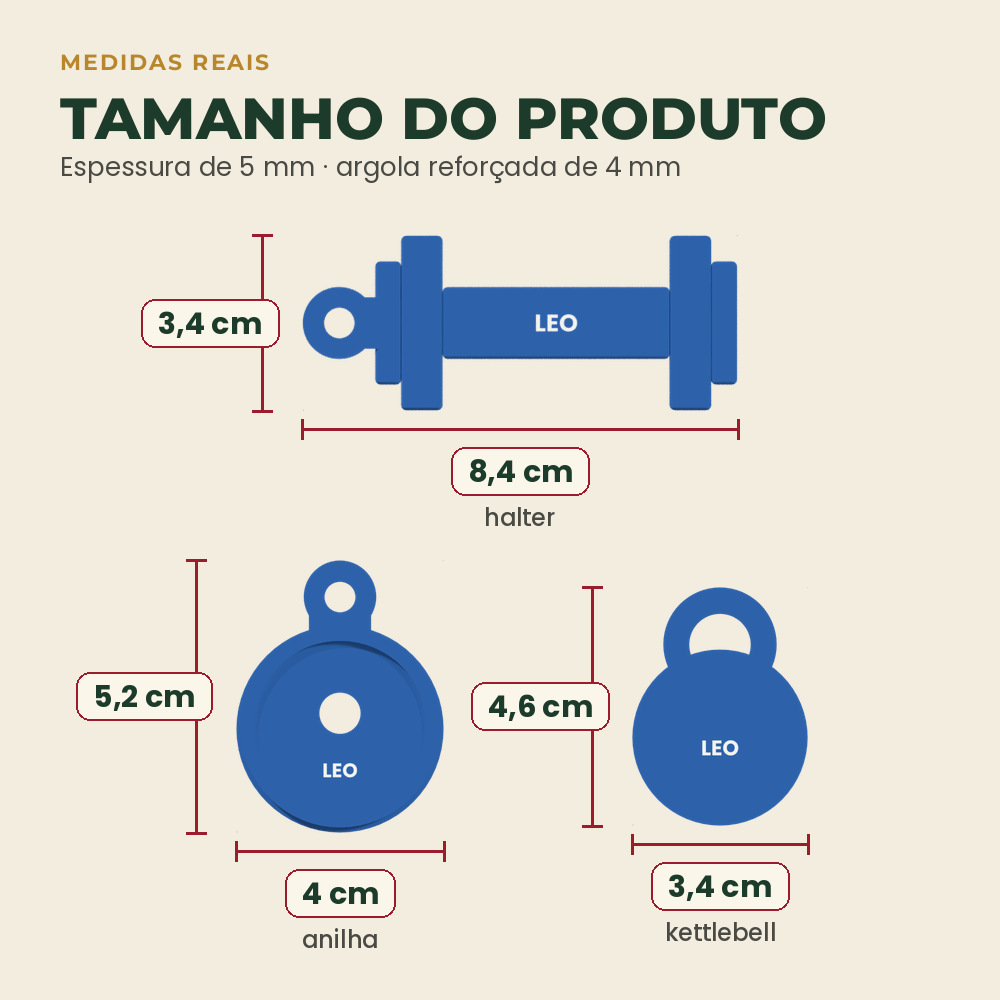 MEDIDAS REAIS
TAMANHO DO PRODUTO
Espessura de 5 mm · argola reforçada de 4 mm
3,4 cm
LEO
8,4 cm
halter
5,2 cm
LEO
4 cm
anilha
4,6 cm
LEO
3,4 cm
kettlebell